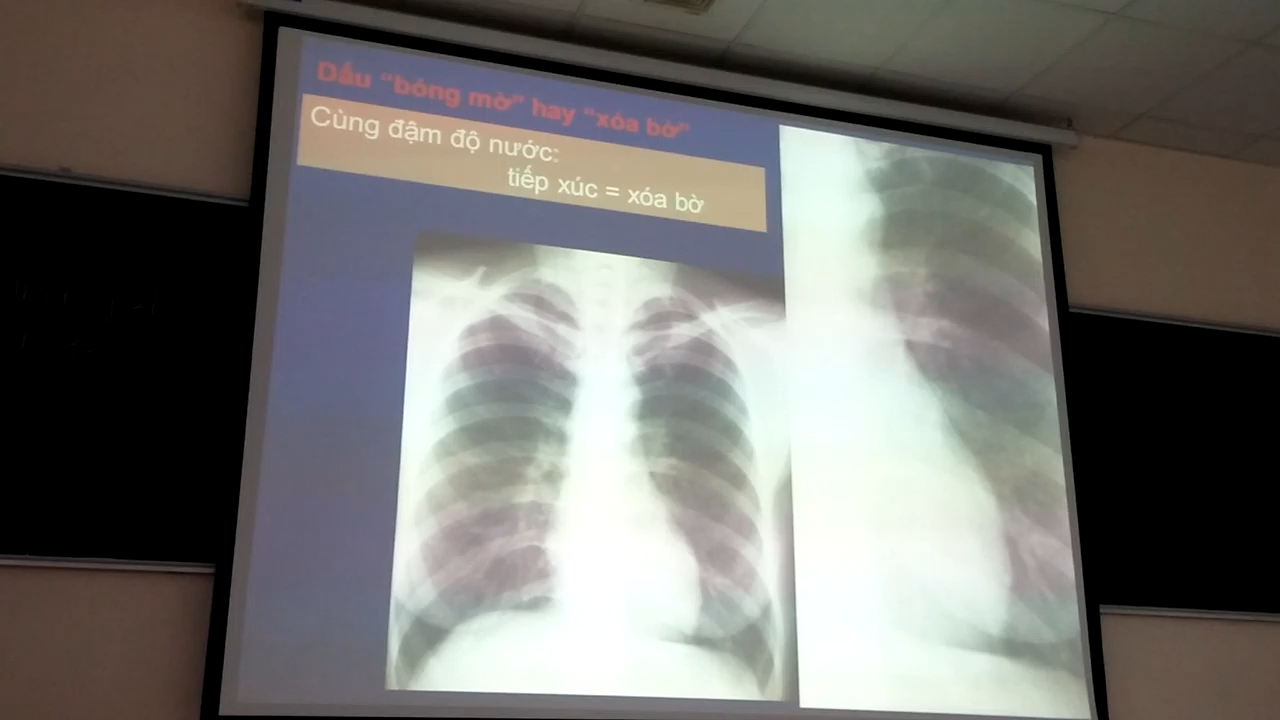 Dấu “bóng mờ” hay “xóa bờ”
Cùng đậm độ nước:
tiếp xúc = xóa bờ